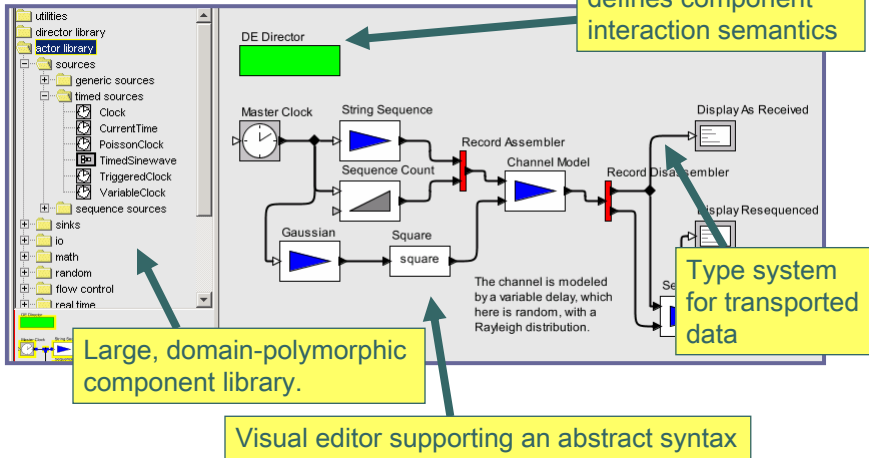 defines component
interaction semantics
utilities
director library
actor library
sources
generic sources
timed sources
Clock
CurrentTime
PoissonClock
TimedSinewave
TriggeredClock
VariableClock
sequence sources
sinks
io
math
random
flow control
real time
DE Director
Master Clock
String Sequence
Record Assembler
Sequence Count
Channel Model
Display As Received
Record Disassembler
Display Resequenced
Gaussian
Square
square
The channel is modeled
by a variable delay, which
here is random, with a
Rayleigh distribution.
Type system
for transported
data
DE Director
Master Clock
Large, domain-polymorphic
component library.
Visual editor supporting an abstract syntax